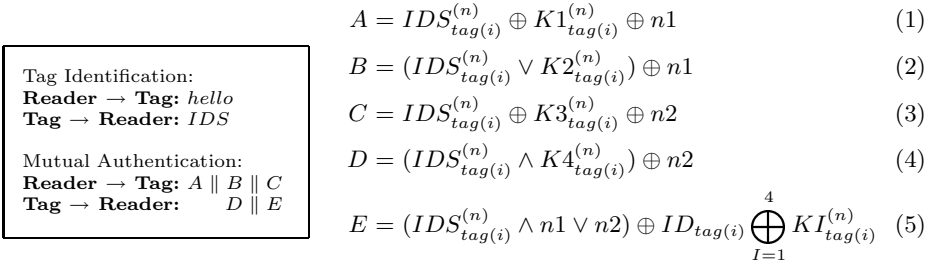 Tag Identification:
Reader → Tag: hello
Tag → Reader: IDS
Mutual Authentication:
Reader → Tag: A ∥ B ∥ C
Tag → Reader: D ∥ E
A = IDS_{tag(i)}^{(n)} ⊕ K1_{tag(i)}^{(n)} ⊕ n1 (1)
B = (IDS_{tag(i)}^{(n)} ∨ K2_{tag(i)}^{(n)}) ⊕ n1 (2)
C = IDS_{tag(i)}^{(n)} ⊕ K3_{tag(i)}^{(n)} ⊕ n2 (3)
D = (IDS_{tag(i)}^{(n)} ∧ K4_{tag(i)}^{(n)}) ⊕ n2 (4)
E = (IDS_{tag(i)}^{(n)} ∧ n1 ∨ n2) ⊕ ID_{tag(i)} ⨁_{I=1}^{4} KI_{tag(i)}^{(n)} (5)